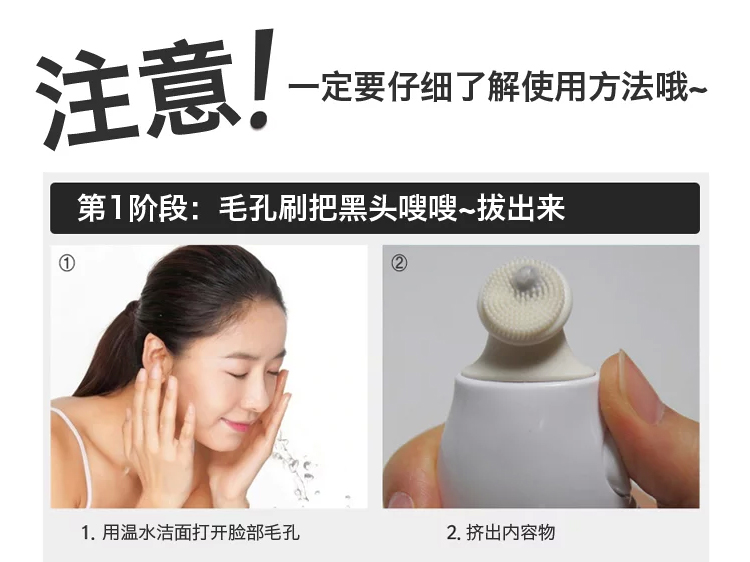 注意!
一定要仔细了解使用方法哦~
第1阶段：毛孔刷把黑头嗖嗖~拔出来
①
②
1. 用温水洁面打开脸部毛孔
2. 挤出内容物